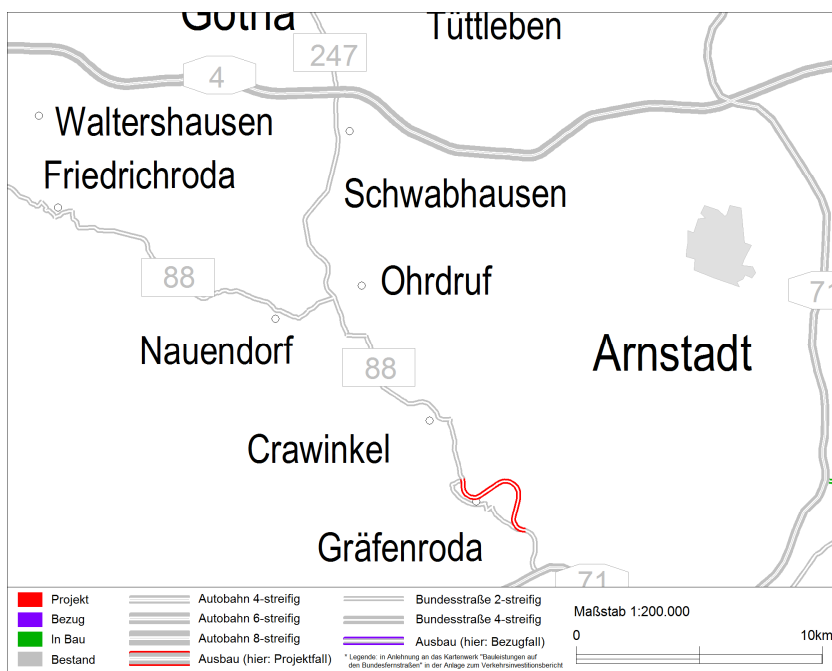 Gotha
Tüttleben
247
4
Waltershausen
Friedrichroda
Schwabhausen
88
Ohrdruf
71
Nauendorf
88
Arnstadt
Crawinkel
Gräfenroda
71
Projekt
Bezug
In Bau
Bestand
Autobahn 4-streifig
Autobahn 6-streifig
Autobahn 8-streifig
Ausbau (hier: Projektfall)
Bundesstraße 2-streifig
Bundesstraße 4-streifig
Ausbau (hier: Bezugfall)
* Legende: in Anlehnung an das Kartenwerk "Bauleistungen auf
den Bundesfernstraßen" in der Anlage zum Verkehrsinvestitionsbericht
Maßstab 1:200.000
0 10km